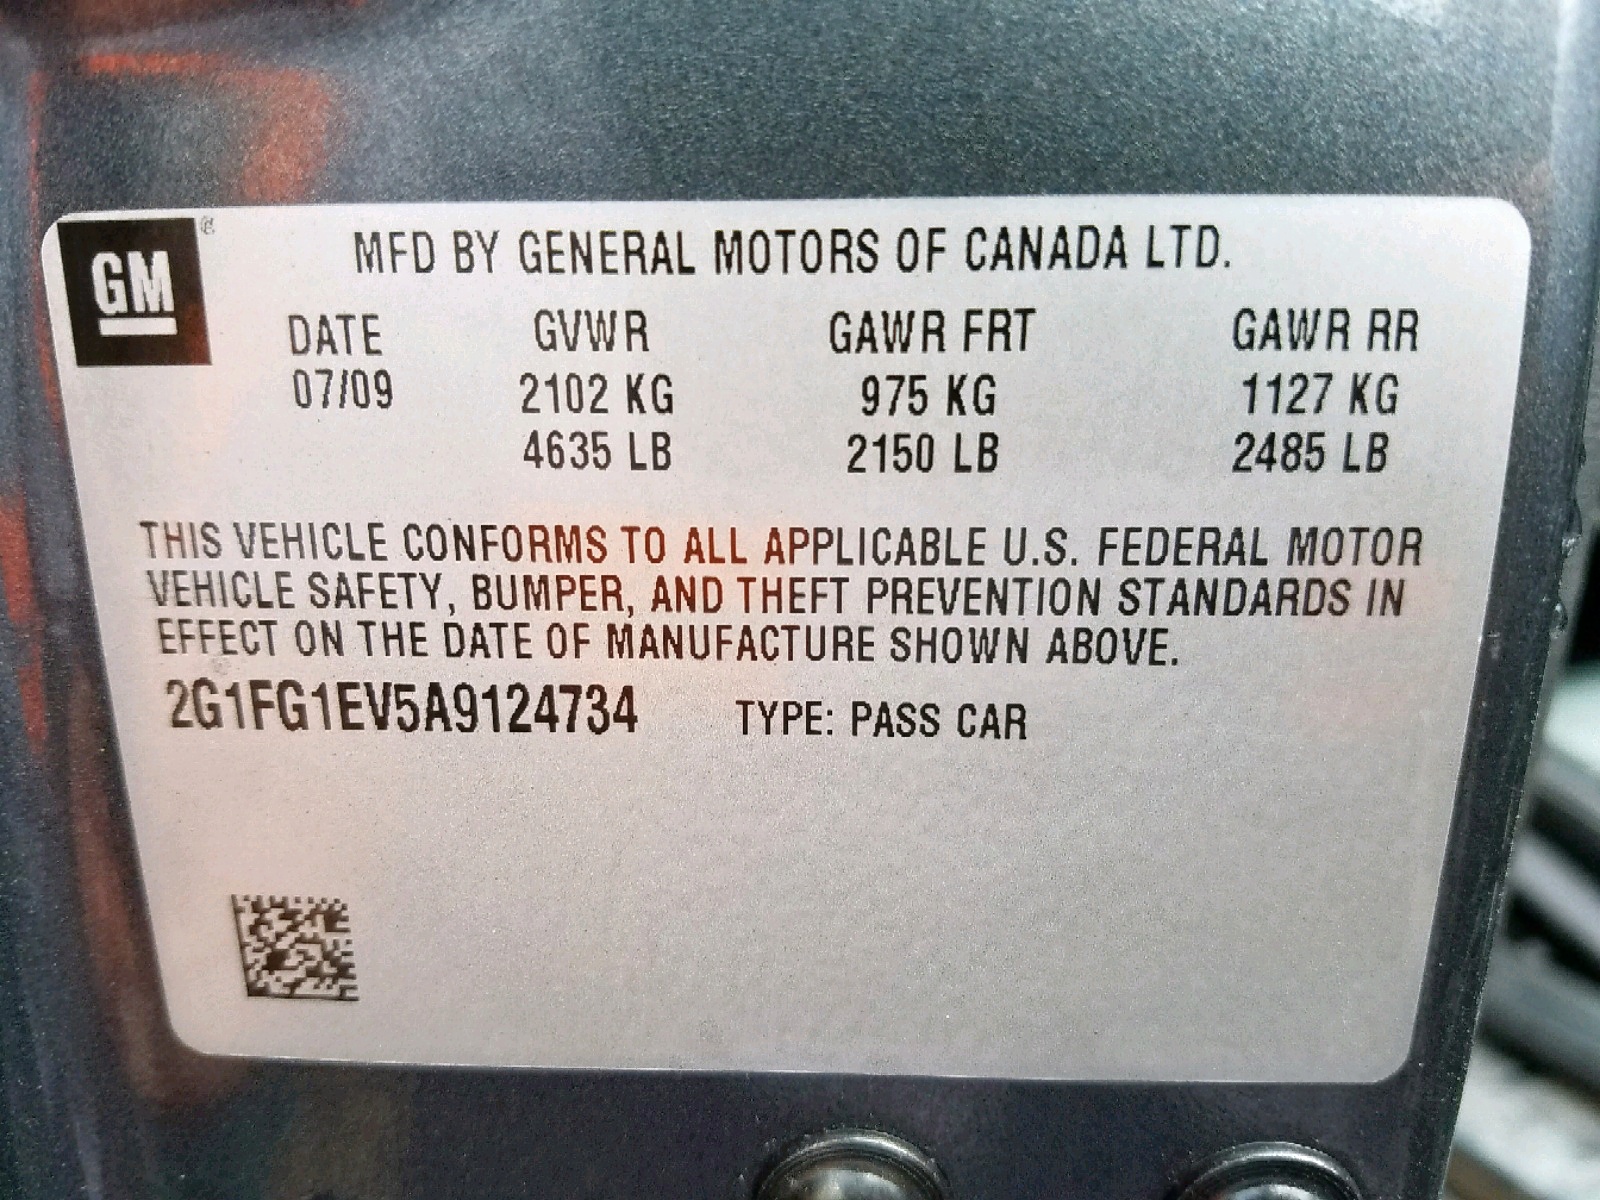 GM
MFD BY GENERAL MOTORS OF CANADA LTD.
DATE GVWR GAWR FRT GAWR RR
07/09 2102 KG 975 KG 1127 KG
4635 LB 2150 LB 2485 LB
THIS VEHICLE CONFORMS TO ALL APPLICABLE U.S. FEDERAL MOTOR
VEHICLE SAFETY, BUMPER, AND THEFT PREVENTION STANDARDS IN
EFFECT ON THE DATE OF MANUFACTURE SHOWN ABOVE.
2G1FG1EV5A9124734 TYPE: PASS CAR